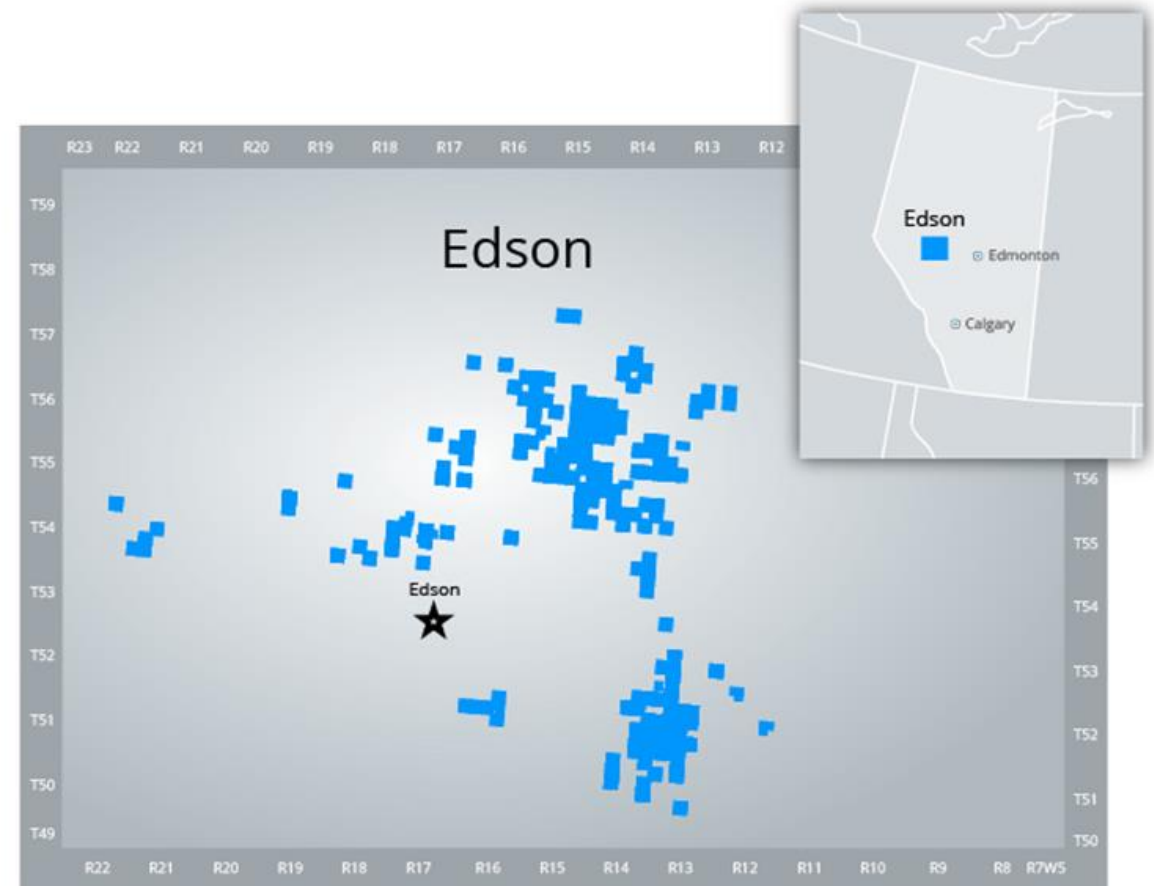 R23 R22 R21 R20 R19 R18 R17 R16 R15 R14 R13 R12
Edson
Edmonton
Calgary
T59
T58
T57
T56
T55
T54
T53
T52
T51
T50
T49
Edson
Edson
T56
T55
T54
T53
T52
T51
T50
R22 R21 R20 R19 R18 R17 R16 R15 R14 R13 R12 R11 R10 R9 R8 R7W5